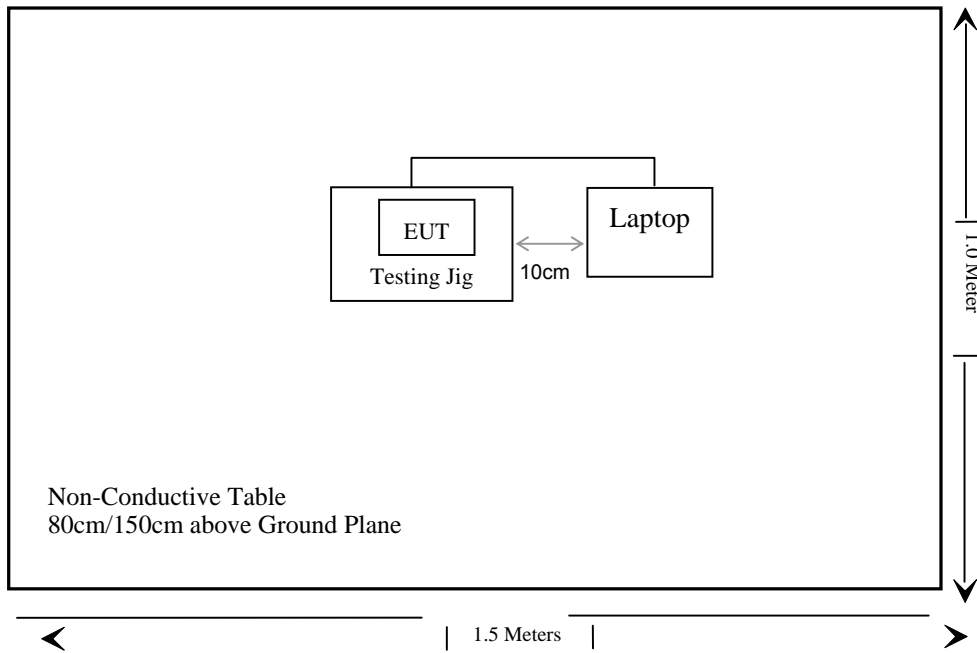 Laptop
EUT
10cm
Testing Jig
1.0 Meter
Non-Conductive Table
80cm/150cm above Ground Plane
1.5 Meters